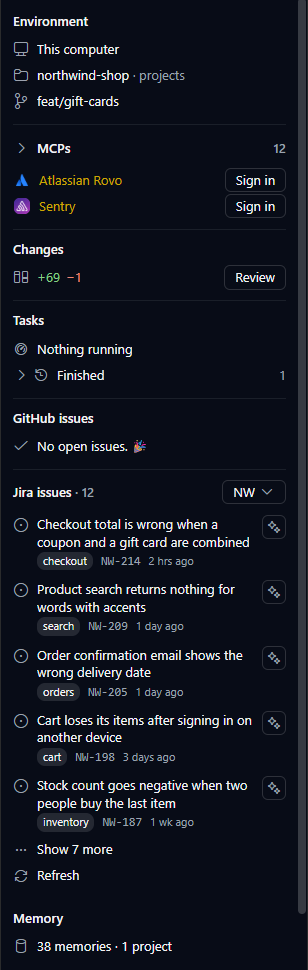 Environment
This computer
northwind-shop · projects
feat/gift-cards
MCPs 12
Atlassian Rovo Sign in
Sentry Sign in
Changes
+69 −1 Review
Tasks
Nothing running
Finished 1
GitHub issues
No open issues. 🎉
Jira issues · 12 NW
Checkout total is wrong when a
coupon and a gift card are combined
checkout NW-214 2 hrs ago
Product search returns nothing for
words with accents
search NW-209 1 day ago
Order confirmation email shows the
wrong delivery date
orders NW-205 1 day ago
Cart loses its items after signing in on
another device
cart NW-198 3 days ago
Stock count goes negative when two
people buy the last item
inventory NW-187 1 wk ago
Show 7 more
Refresh
Memory
38 memories · 1 project